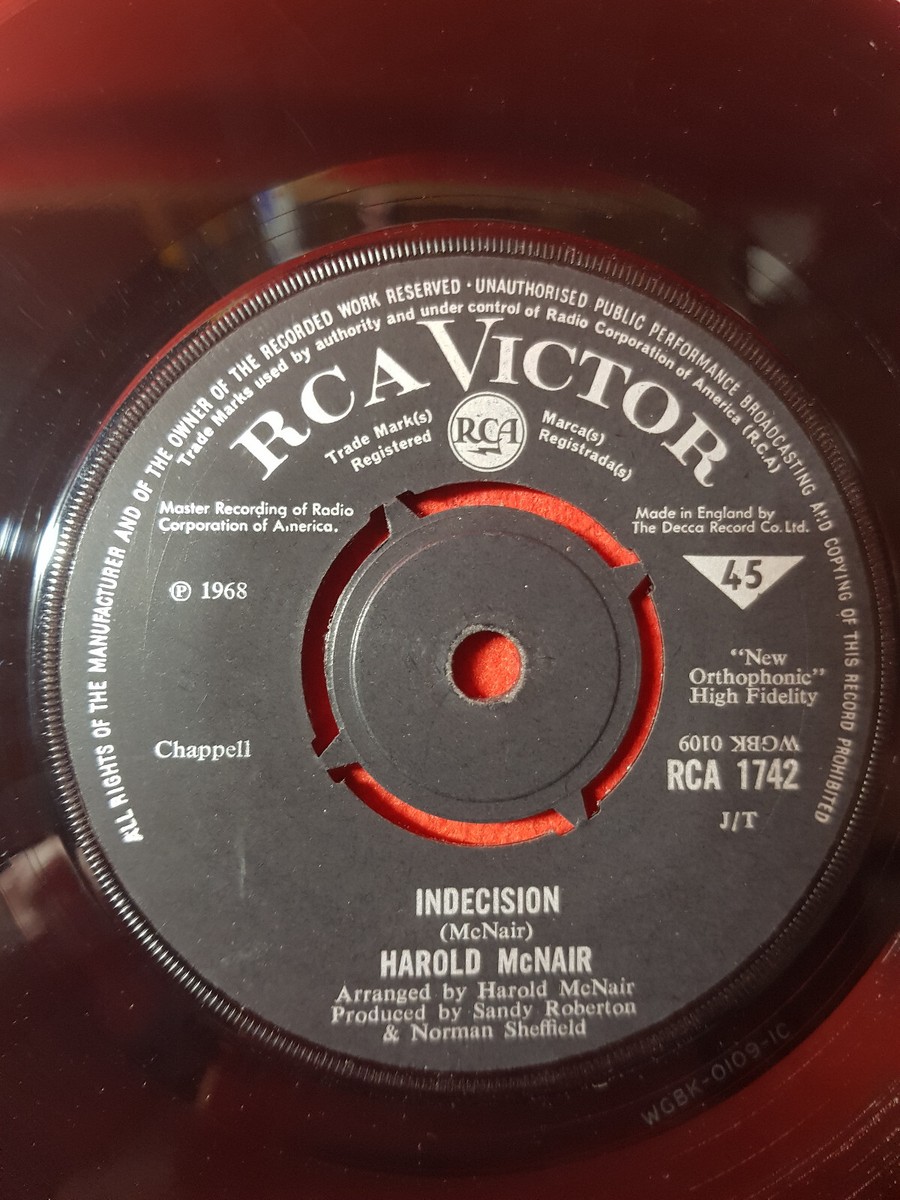 ALL RIGHTS OF THE MANUFACTURER AND OF THE OWNER OF THE RECORDED WORK RESERVED · UNAUTHORISED PUBLIC PERFORMANCE BROADCASTING AND COPYING OF THIS RECORD PROHIBITED
Trade Marks used by authority and under control of Radio Corporation of America (R.C.A)
RCA VICTOR
Trade Mark(s)
Registered
RCA
Marca(s)
Registrada(s)
Master Recording of Radio
Corporation of America.
Made in England by
The Decca Record Co. Ltd.
℗ 1968
45
"New
Orthophonic"
High Fidelity
Chappell
WGBK 0109
RCA 1742
J/T
INDECISION
(McNair)
HAROLD McNAIR
Arranged by Harold McNair
Produced by Sandy Roberton
& Norman Sheffield
WGBK-0109-1C